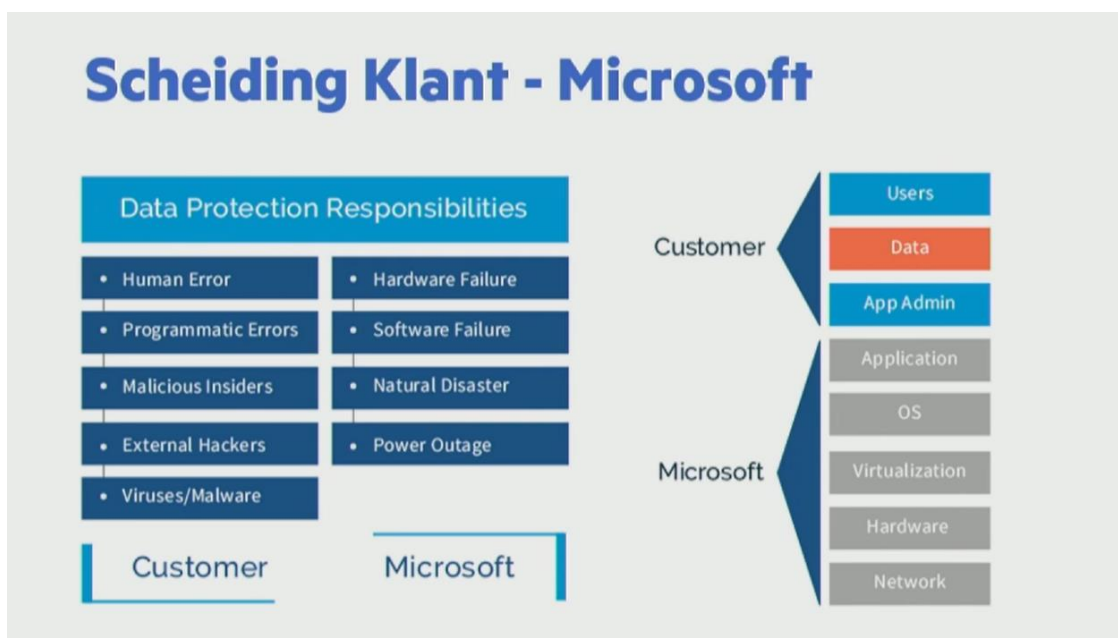 Scheiding Klant - Microsoft
Data Protection Responsibilities
• Human Error
• Programmatic Errors
• Malicious Insiders
• External Hackers
• Viruses/Malware
Customer
• Hardware Failure
• Software Failure
• Natural Disaster
• Power Outage
Microsoft
Customer
Users
Data
App Admin
Microsoft
Application
OS
Virtualization
Hardware
Network